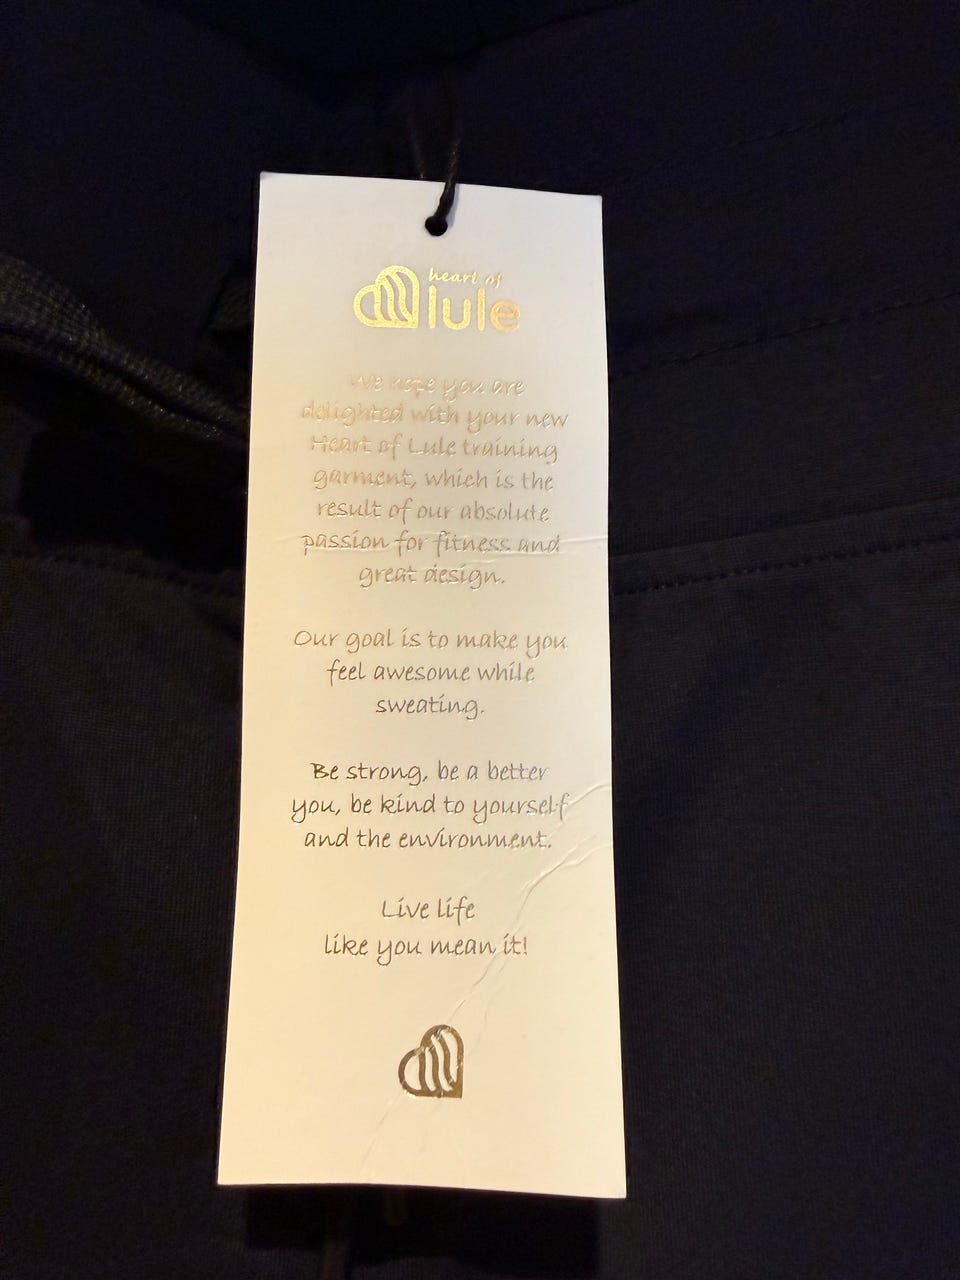 heart of
lule
We hope you are
delighted with your new
Heart of Lule training
garment, which is the
result of our absolute
passion for fitness and
great design.
Our goal is to make you
feel awesome while
sweating.
Be strong, be a better
you, be kind to yourself
and the environment.
Live life
like you mean it!